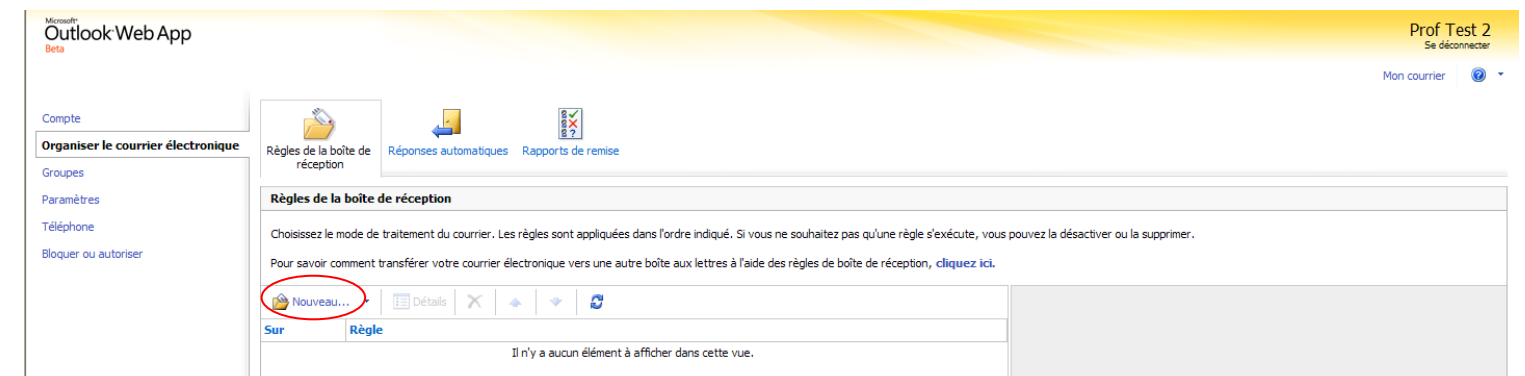 Microsoft®
Outlook Web App
Beta
Prof Test 2
Se déconnecter
Mon courrier
Compte
Organiser le courrier électronique
Groupes
Paramètres
Téléphone
Bloquer ou autoriser
Règles de la boîte de
réception
Réponses automatiques
Rapports de remise
Règles de la boîte de réception
Choisissez le mode de traitement du courrier. Les règles sont appliquées dans l'ordre indiqué. Si vous ne souhaitez pas qu'une règle s'exécute, vous pouvez la désactiver ou la supprimer.
Pour savoir comment transférer votre courrier électronique vers une autre boîte aux lettres à l'aide des règles de boîte de réception, cliquez ici.
Nouveau... Détails
Sur Règle
Il n'y a aucun élément à afficher dans cette vue.